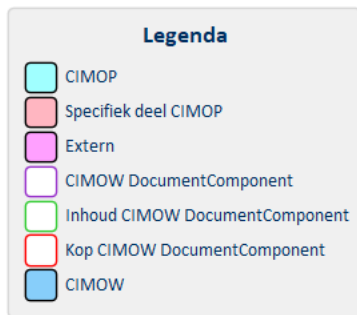 Legenda
CIMOP
Specifiek deel CIMOP
Extern
CIMOW DocumentComponent
Inhoud CIMOW DocumentComponent
Kop CIMOW DocumentComponent
CIMOW